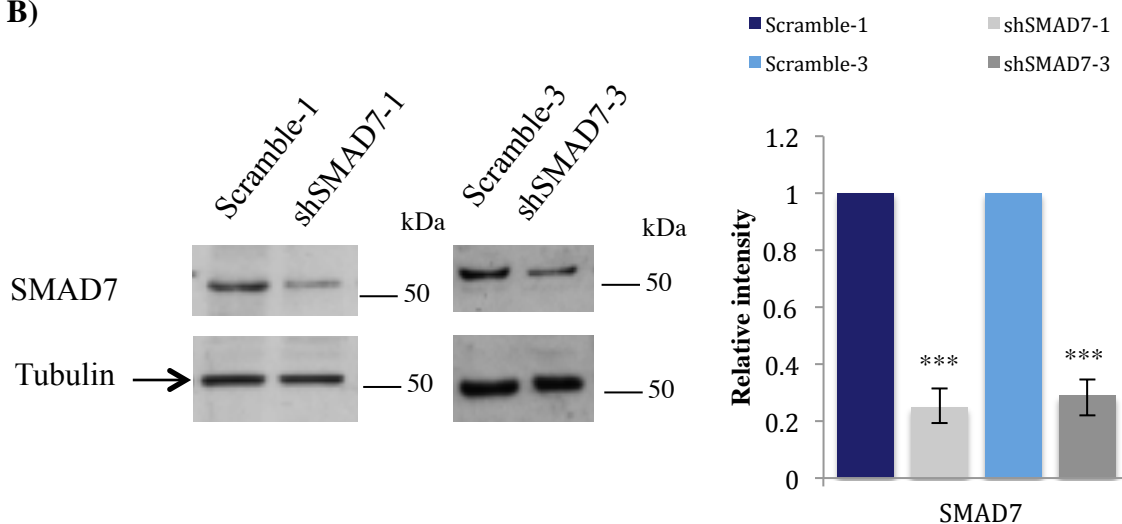 B)
Scramble-1
shSMAD7-1
kDa
Scramble-3
shSMAD7-3
kDa
SMAD7
50
50
Tubulin
50
50
Scramble-1
shSMAD7-1
Scramble-3
shSMAD7-3
Relative intensity
1.2
1
0.8
0.6
0.4
0.2
0
***
***
SMAD7